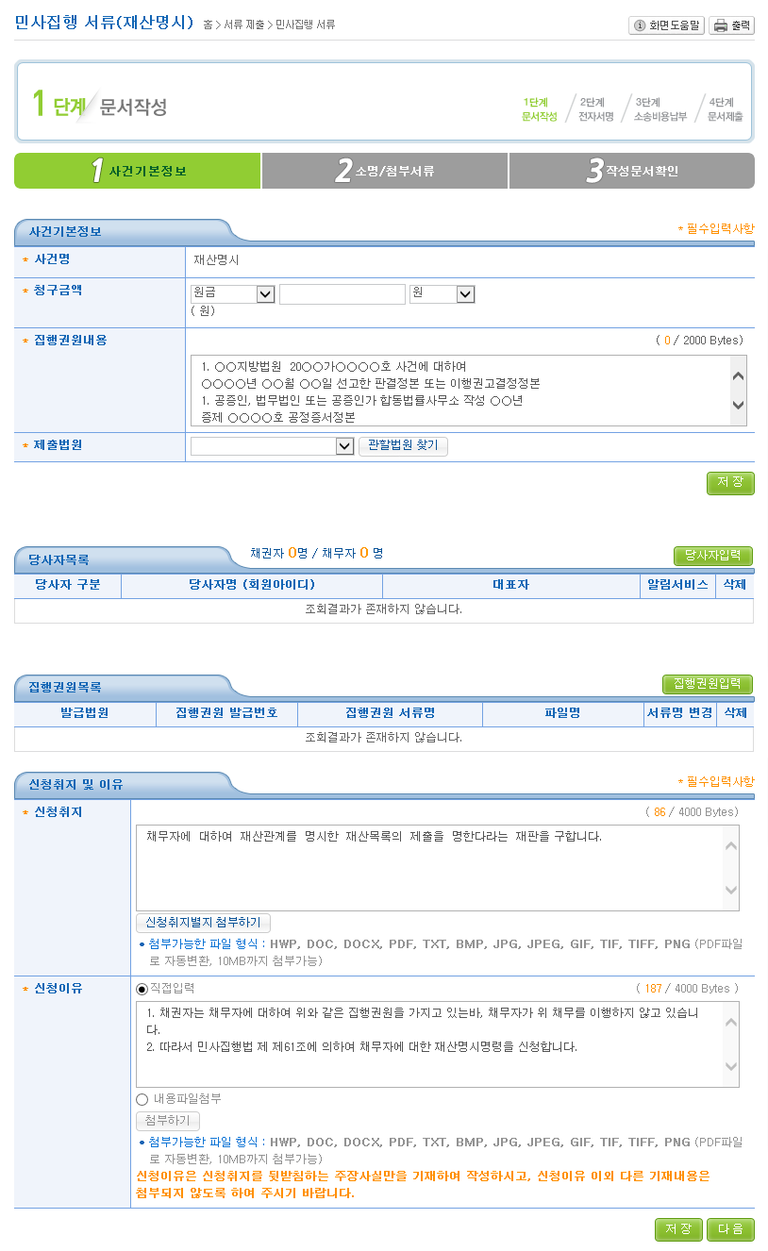 민사집행 서류(재산명시) 홈 > 서류 제출 > 민사집행 서류
화면도움말 출력
1 단계 문서작성
1단계 문서작성 2단계 전자서명 3단계 소송비용납부 4단계 문서제출
1 사건기본정보 2 소명/첨부서류 3 작성문서확인
사건기본정보 * 필수입력사항
* 사건명 재산명시
* 청구금액 원금 원
( 원)
* 집행권원내용 ( 0 / 2000 Bytes)
1. ○○지방법원 20○○가○○○○호 사건에 대하여
○○○○년 ○○월 ○○일 선고한 판결정본 또는 이행권고결정정본
1. 공증인, 법무법인 또는 공증인가 합동법률사무소 작성 ○○년
증제 ○○○○호 공정증서정본
* 제출법원 관할법원 찾기
저장
당사자목록 채권자 0명 / 채무자 0 명 당사자입력
당사자 구분 당사자명 (회원아이디) 대표자 알림서비스 삭제
조회결과가 존재하지 않습니다.
집행권원목록 집행권원입력
발급법원 집행권원 발급번호 집행권원 서류명 파일명 서류명 변경 삭제
조회결과가 존재하지 않습니다.
신청취지 및 이유 * 필수입력사항
* 신청취지 ( 86 / 4000 Bytes)
채무자에 대하여 재산관계를 명시한 재산목록의 제출을 명한다라는 재판을 구합니다.
신청취지별지 첨부하기
• 첨부가능한 파일 형식 : HWP, DOC, DOCX, PDF, TXT, BMP, JPG, JPEG, GIF, TIF, TIFF, PNG (PDF파일
로 자동변환, 10MB까지 첨부가능)
* 신청이유 직접입력 ( 187 / 4000 Bytes )
1. 채권자는 채무자에 대하여 위와 같은 집행권원을 가지고 있는바, 채무자가 위 채무를 이행하지 않고 있습니
다.
2. 따라서 민사집행법 제 제61조에 의하여 채무자에 대한 재산명시명령을 신청합니다.
내용파일첨부
첨부하기
• 첨부가능한 파일 형식 : HWP, DOC, DOCX, PDF, TXT, BMP, JPG, JPEG, GIF, TIF, TIFF, PNG (PDF파일
로 자동변환, 10MB까지 첨부가능)
신청이유은 신청취지를 뒷받침하는 주장사실만을 기재하여 작성하시고, 신청이유 이외 다른 기재내용은
첨부되지 않도록 하여 주시기 바랍니다.
저장 다음